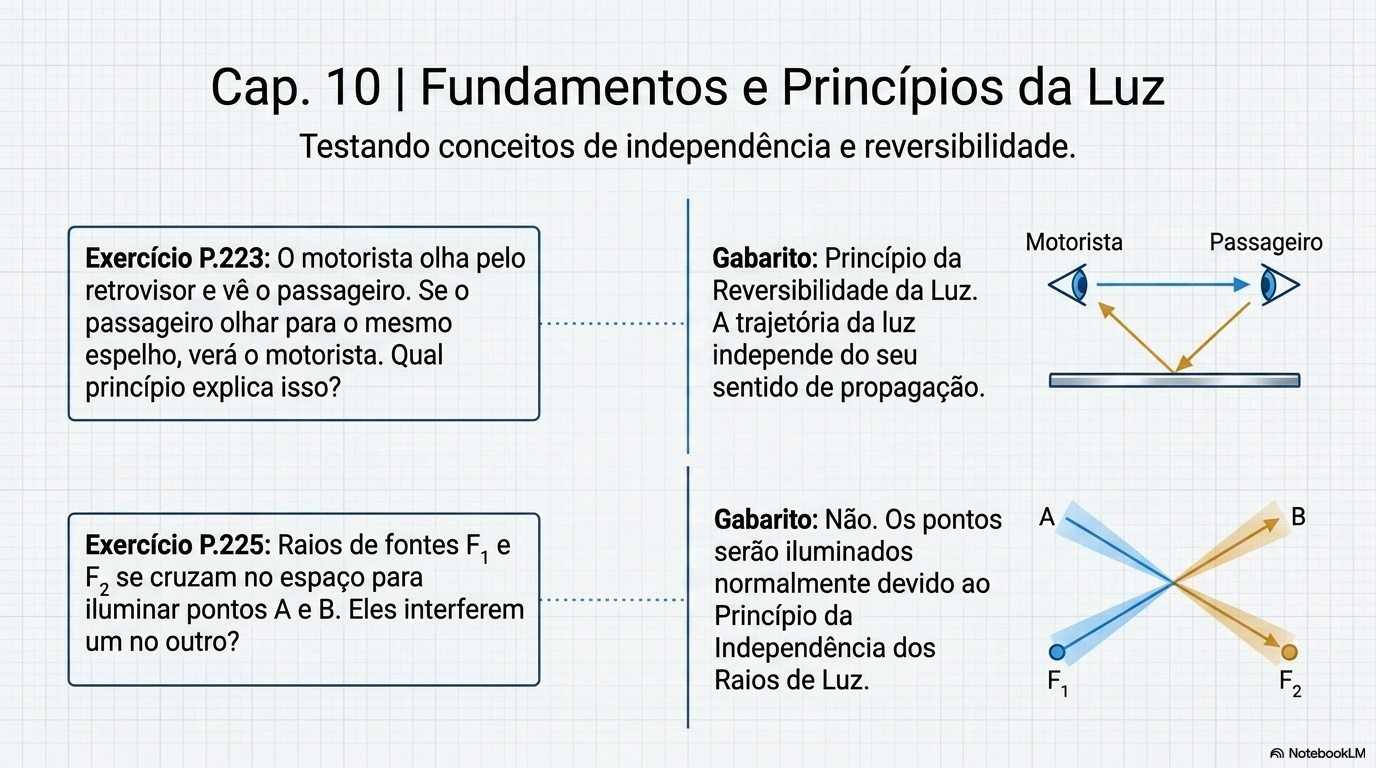 Cap. 10 | Fundamentos e Princípios da Luz
Testando conceitos de independência e reversibilidade.
Exercício P.223: O motorista olha pelo
retrovisor e vê o passageiro. Se o
passageiro olhar para o mesmo
espelho, verá o motorista. Qual
princípio explica isso?
Gabarito: Princípio da
Reversibilidade da Luz.
A trajetória da luz
independe do seu
sentido de propagação.
Motorista
Passageiro
Exercício P.225: Raios de fontes F₁ e
F₂ se cruzam no espaço para
iluminar pontos A e B. Eles interferem
um no outro?
Gabarito: Não. Os pontos
serão iluminados
normalmente devido ao
Princípio da
Independência dos
Raios de Luz.
A
B
F₁
F₂
NotebookLM